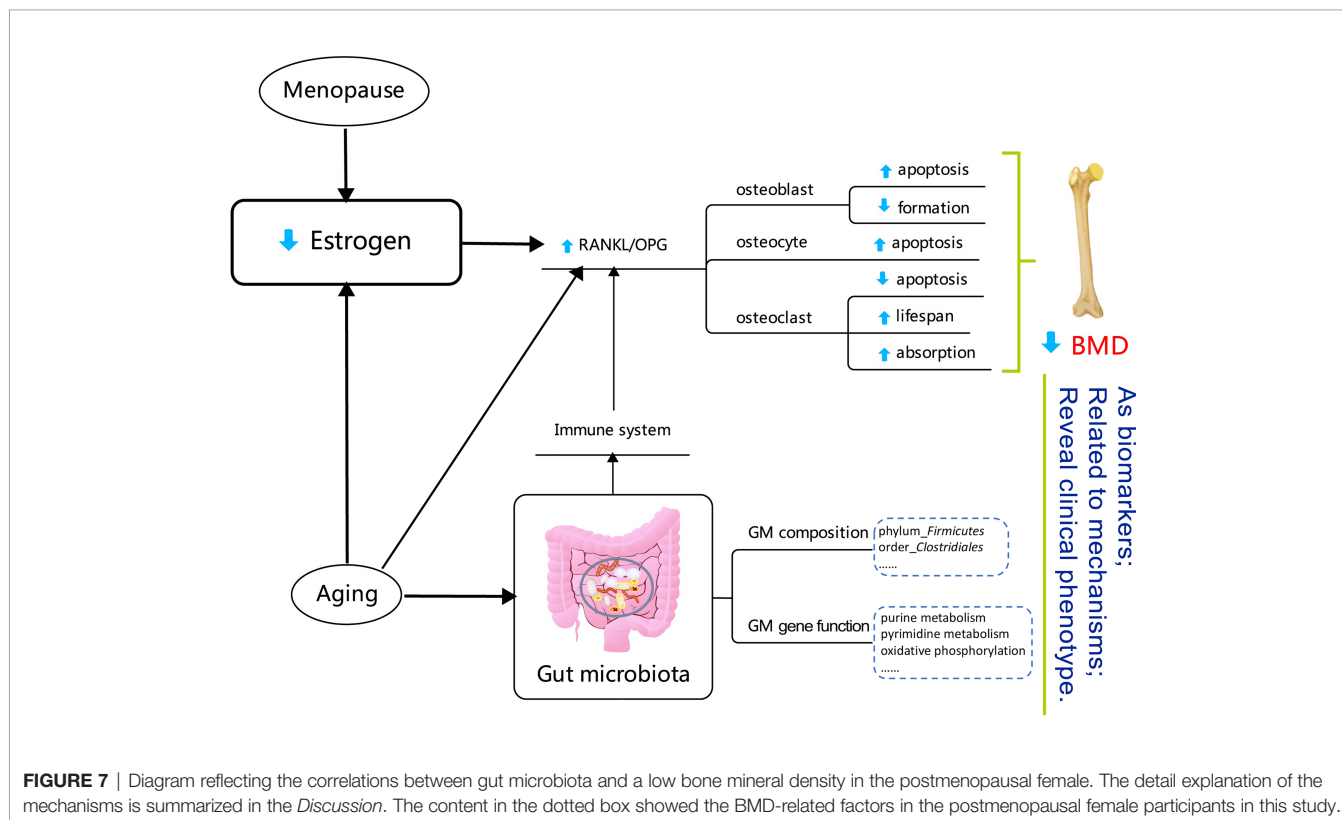 Menopause
Estrogen
RANKL/OPG
osteoblast
apoptosis
formation
osteocyte
apoptosis
osteoclast
apoptosis
lifespan
absorption
BMD
Immune system
Aging
Gut microbiota
GM composition
phylum_Firmicutes
order_Clostridiales
......
GM gene function
purine metabolism
pyrimidine metabolism
oxidative phosphorylation
......
As biomarkers;
Related to mechanisms;
Reveal clinical phenotype.
FIGURE 7 | Diagram reflecting the correlations between gut microbiota and a low bone mineral density in the postmenopausal female. The detail explanation of the
mechanisms is summarized in the Discussion. The content in the dotted box showed the BMD-related factors in the postmenopausal female participants in this study.